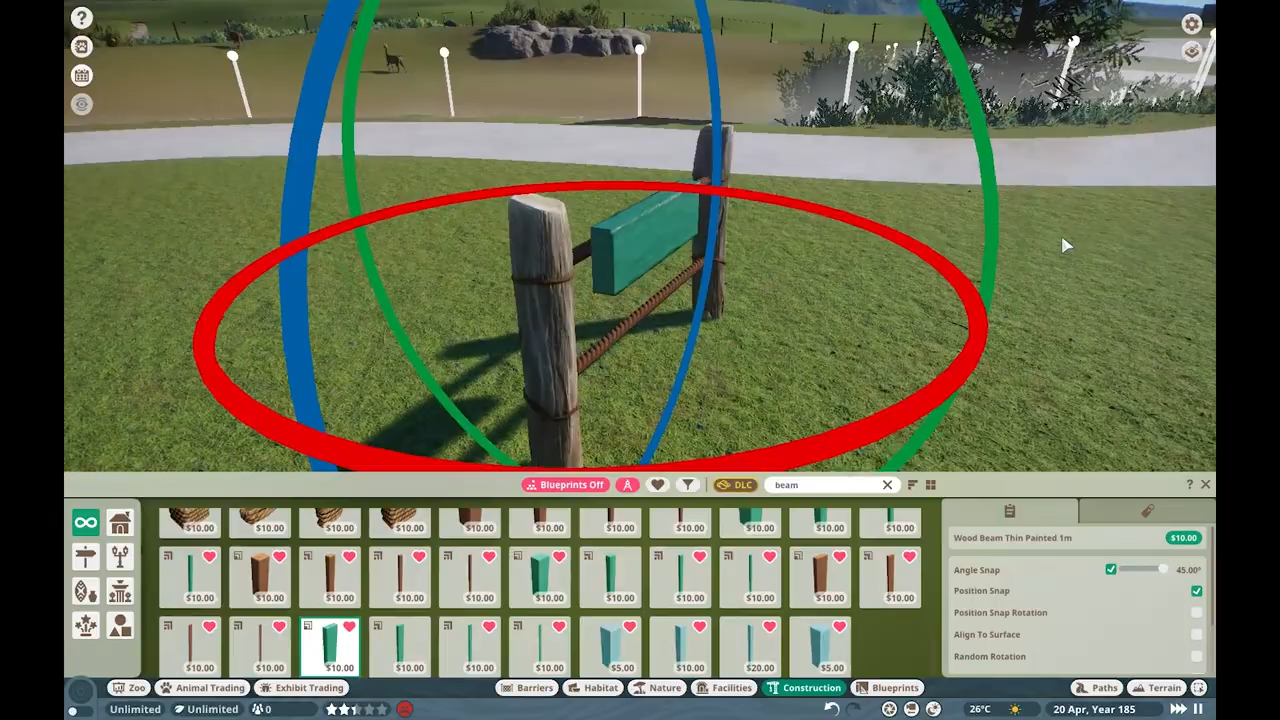 ?
Blueprints Off
DLC
beam
?
$10.00 $10.00 $10.00 $10.00 $10.00 $10.00 $10.00 $10.00 $10.00 $10.00 $10.00
$10.00 $10.00 $10.00 $10.00 $10.00 $10.00 $10.00 $10.00 $10.00 $10.00 $10.00
$10.00 $10.00 $10.00 $10.00 $10.00 $10.00 $5.00 $10.00 $20.00 $5.00
Wood Beam Thin Painted 1m $10.00
Angle Snap 45.00°
Position Snap
Position Snap Rotation
Align To Surface
Random Rotation
Zoo Animal Trading Exhibit Trading Barriers Habitat Nature Facilities Construction Blueprints Paths Terrain
Unlimited Unlimited 0 26°C 20 Apr, Year 185